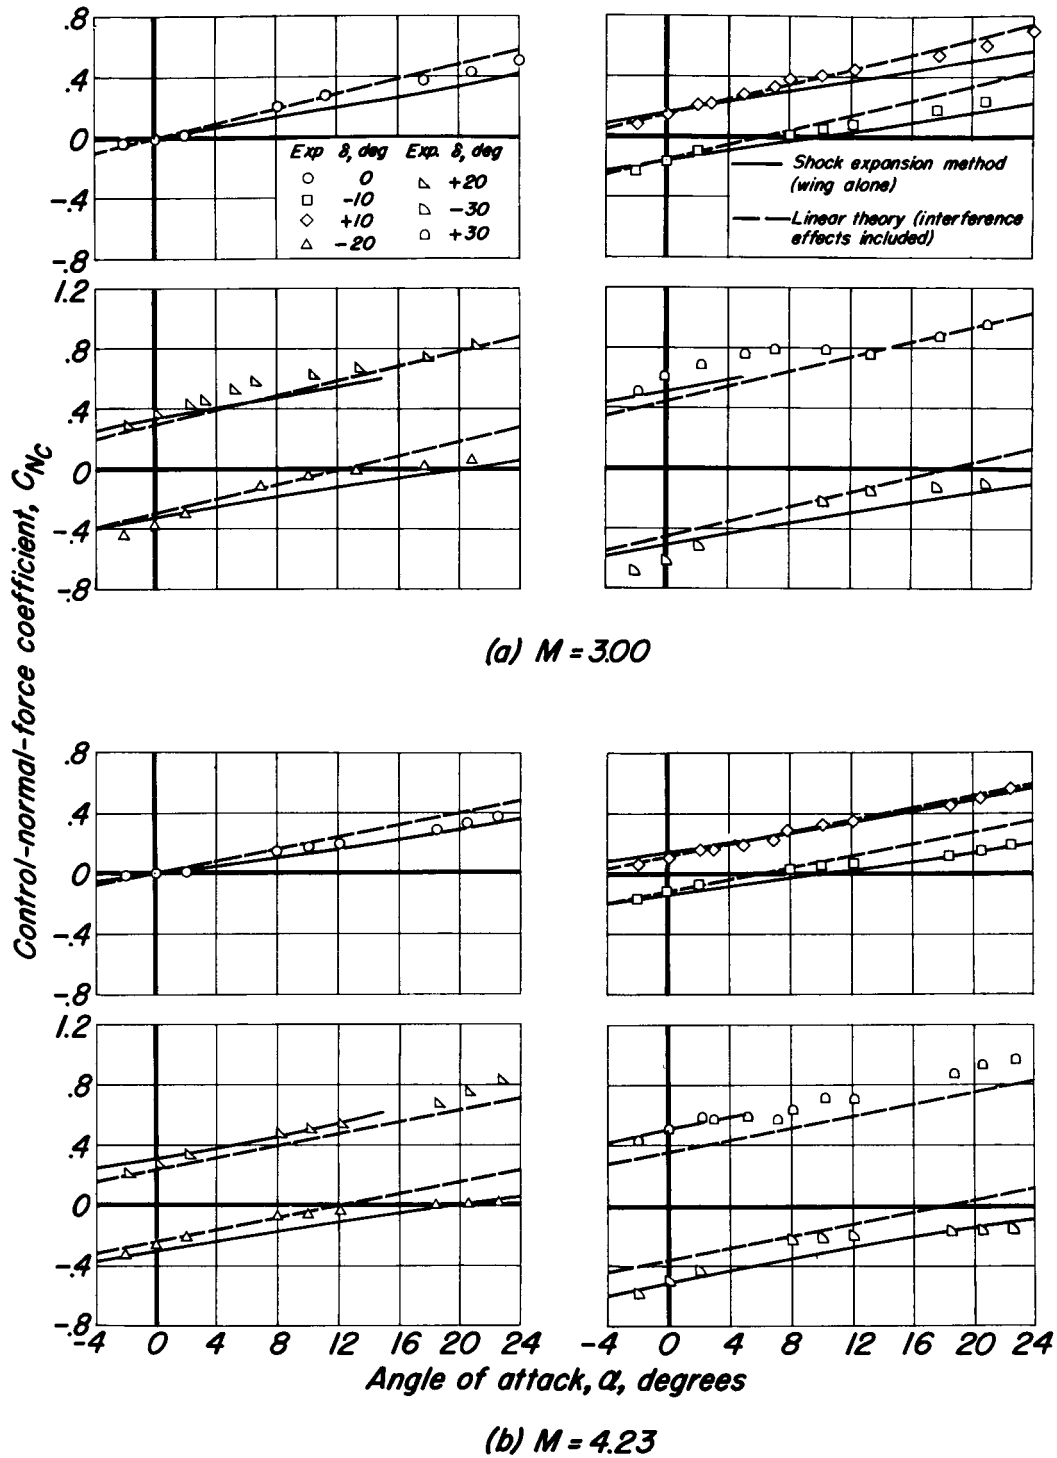 .8
.4
0
-.4
-.8
Exp δ, deg Exp. δ, deg
0 +20
-10 -30
+10 +30
-20
Shock expansion method
(wing alone)
Linear theory (interference
effects included)
1.2
.8
.4
0
-.4
-.8
Control-normal-force coefficient, CNc
(a) M = 3.00
.8
.4
0
-.4
-.8
1.2
.8
.4
0
-.4
-.8
-4 0 4 8 12 16 20 24
-4 0 4 8 12 16 20 24
Angle of attack, α, degrees
(b) M = 4.23